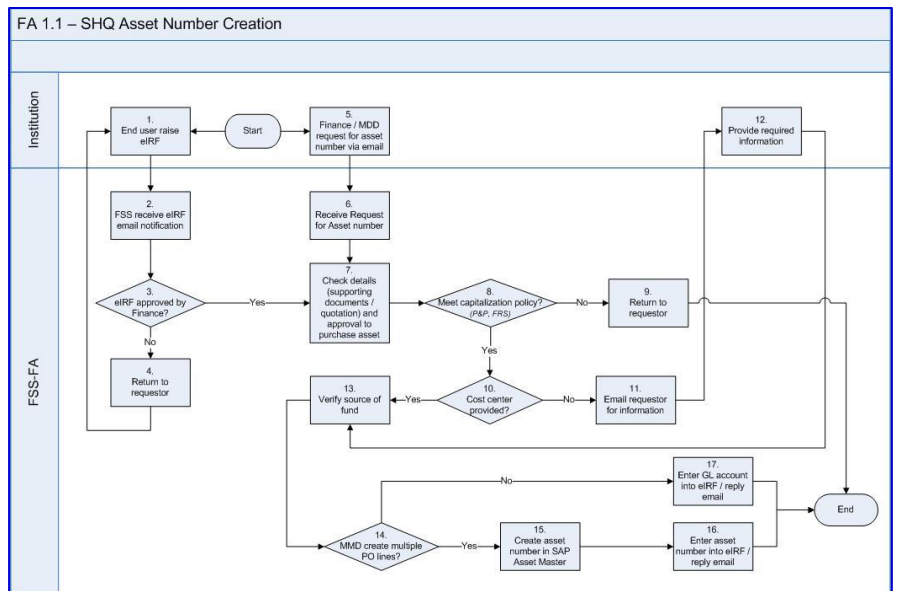 FA 1.1 – SHQ Asset Number Creation
Institution
1.
End user raise
eIRF
Start
5.
Finance / MDD
request for asset
number via email
12.
Provide required
information
FSS-FA
2.
FSS receive eIRF
email notification
6.
Receive Request
for Asset number
3.
eIRF approved by
Finance?
Yes
7.
Check details
(supporting
documents /
quotation) and
approval to
purchase asset
8.
Meet capitalization policy?
(P&P, FRS)
No
9.
Return to
requestor
No
Yes
4.
Return to
requestor
13.
Verify source of
fund
Yes
10.
Cost center
provided?
No
11.
Email requestor
for information
17.
Enter GL account
into eIRF / reply
email
No
End
14.
MMD create multiple
PO lines?
Yes
15.
Create asset
number in SAP
Asset Master
16.
Enter asset
number into eIRF /
reply email